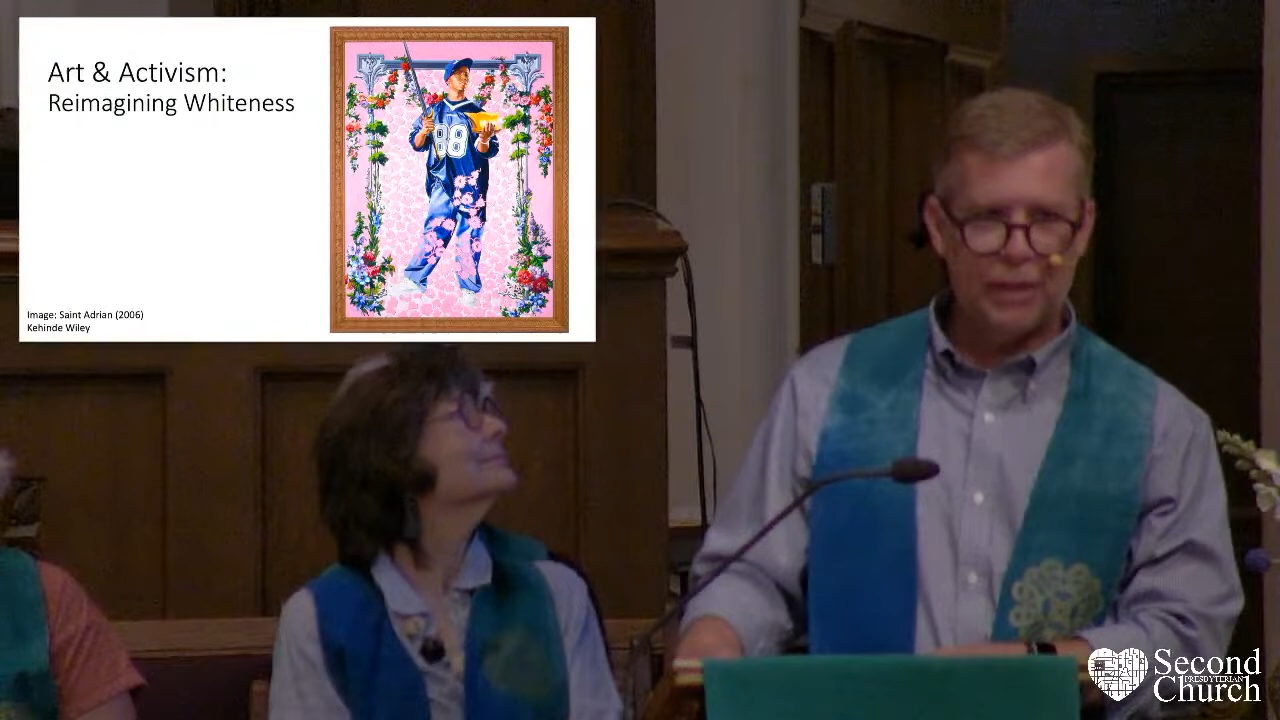 Art & Activism:
Reimagining Whiteness
88
Image: Saint Adrian (2006)
Kehinde Wiley
Second
PRESBYTERIAN
Church